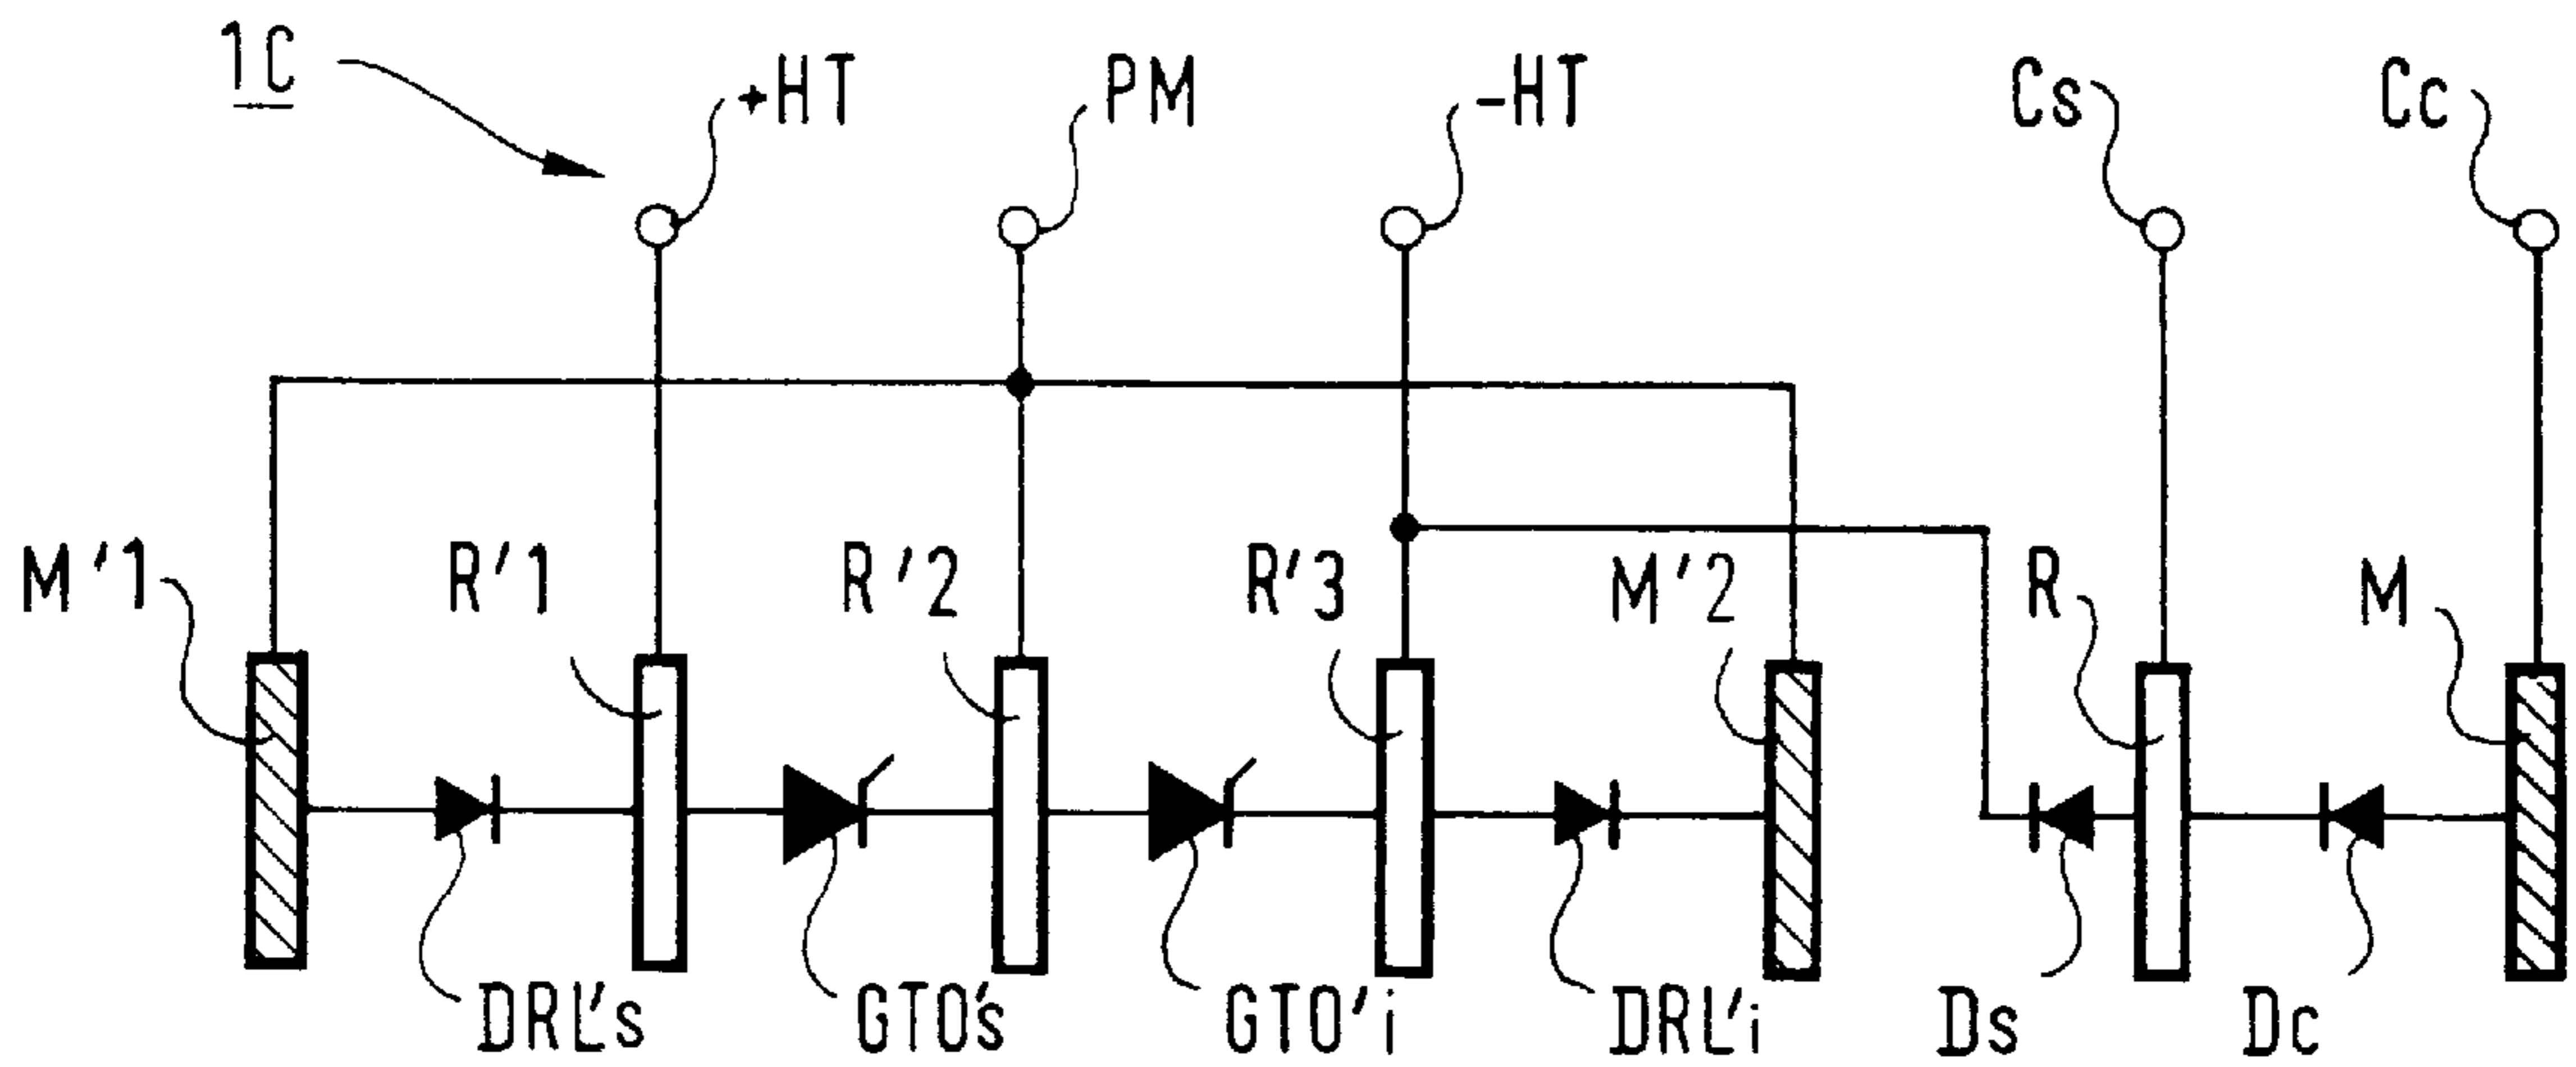 1C
+HT
PM
-HT
Cs
Cc
M'1
R'1
R'2
R'3
M'2
R
M
DRL's
GTO's
GTO'i
DRL'i
Ds
Dc